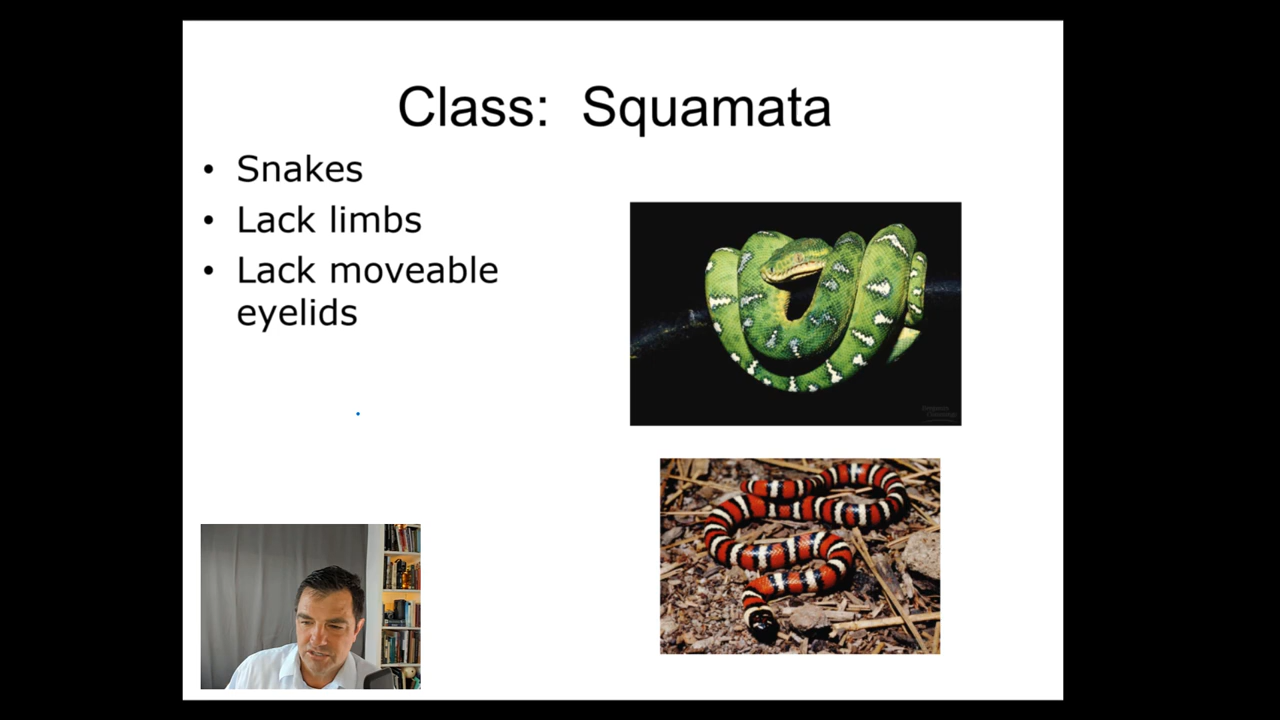 Class: Squamata
• Snakes
• Lack limbs
• Lack moveable
eyelids